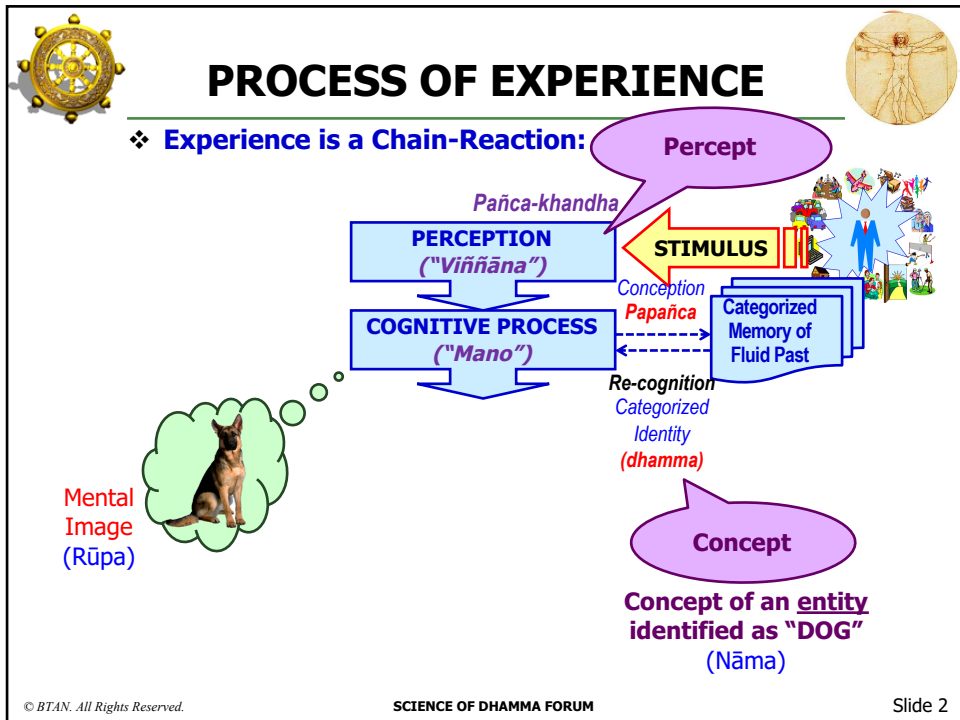 PROCESS OF EXPERIENCE
❖ Experience is a Chain-Reaction:
Percept
Pañca-khandha
PERCEPTION
(“Viññāna”)
STIMULUS
Conception
Papañca
COGNITIVE PROCESS
(“Mano”)
Categorized
Memory of
Fluid Past
Re-cognition
Categorized
Identity
(dhamma)
Mental
Image
(Rūpa)
Concept
Concept of an entity
identified as “DOG”
(Nāma)
© BTAN. All Rights Reserved.
SCIENCE OF DHAMMA FORUM
Slide 2